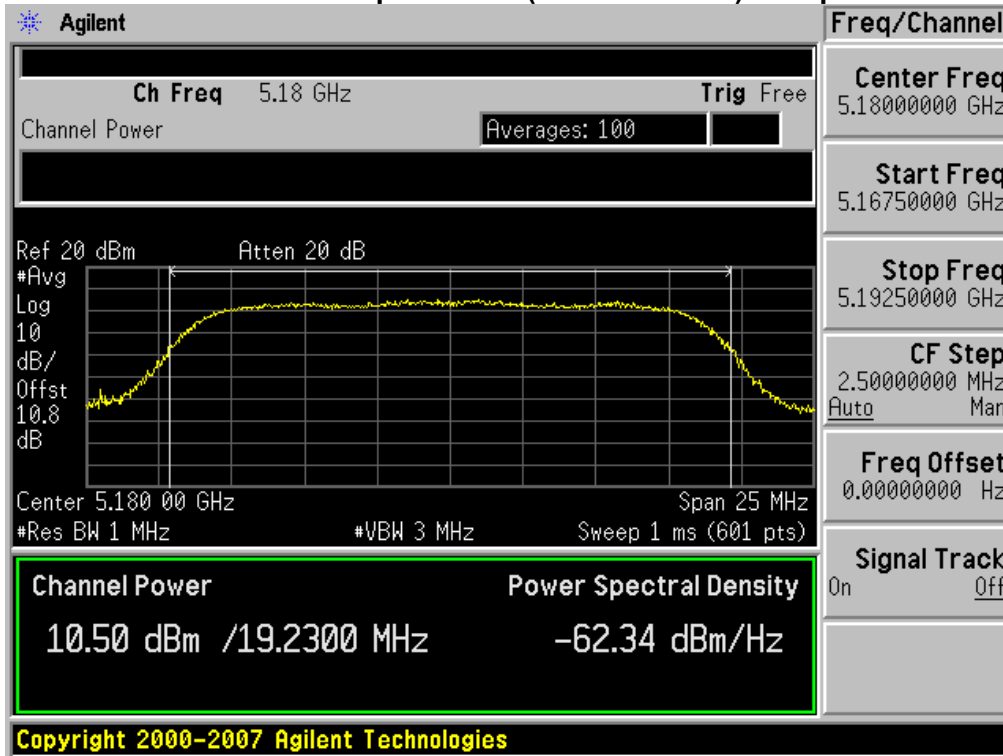 Agilent
Freq/Channel
Ch Freq 5.18 GHz Trig Free
Channel Power Averages: 100
Center Freq
5.18000000 GHz
Start Freq
5.16750000 GHz
Stop Freq
5.19250000 GHz
CF Step
2.50000000 MHz
Auto Man
Freq Offset
0.00000000 Hz
Signal Track
On Off
Ref 20 dBm Atten 20 dB
#Avg
Log
10
dB/
Offst
10.8
dB
Center 5.180 00 GHz Span 25 MHz
#Res BW 1 MHz #VBW 3 MHz Sweep 1 ms (601 pts)
Channel Power Power Spectral Density
10.50 dBm /19.2300 MHz -62.34 dBm/Hz
Copyright 2000-2007 Agilent Technologies